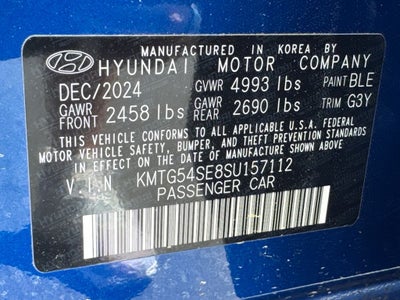 MANUFACTURED IN KOREA BY
HYUNDAI MOTOR COMPANY
DEC/2024 GVWR 4993 lbs PAINT BLE
GAWR FRONT 2458 lbs GAWR REAR 2690 lbs TRIM G3Y
THIS VEHICLE CONFORMS TO ALL APPLICABLE U.S.A. FEDERAL
MOTOR VEHICLE SAFETY, BUMPER, AND THEFT PREVENTION STANDARDS
IN EFFECT ON THE DATE OF MANUFACTURE SHOWN ABOVE.
V.I.N KMTG54SE8SU157112
PASSENGER CAR